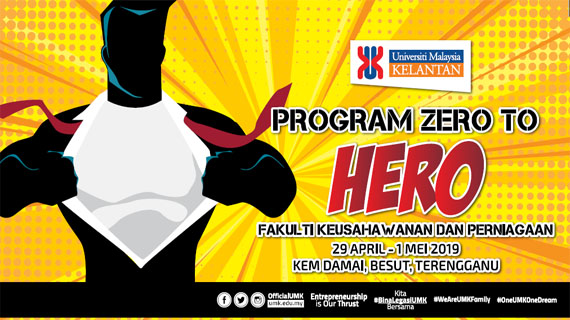 Universiti Malaysia
KELANTAN
PROGRAM ZERO TO
HERO
FAKULTI KEUSAHAWANAN DAN PERNIAGAAN
29 APRIL - 1 MEI 2019
KEM DAMAI, BESUT, TERENGGANU
OfficialUMK
umk.edu.my
Entrepreneurship
is Our Thrust
Kita
#BinaLegasiUMK
Bersama
#WeAreUMKFamily
#OneUMKOneDream